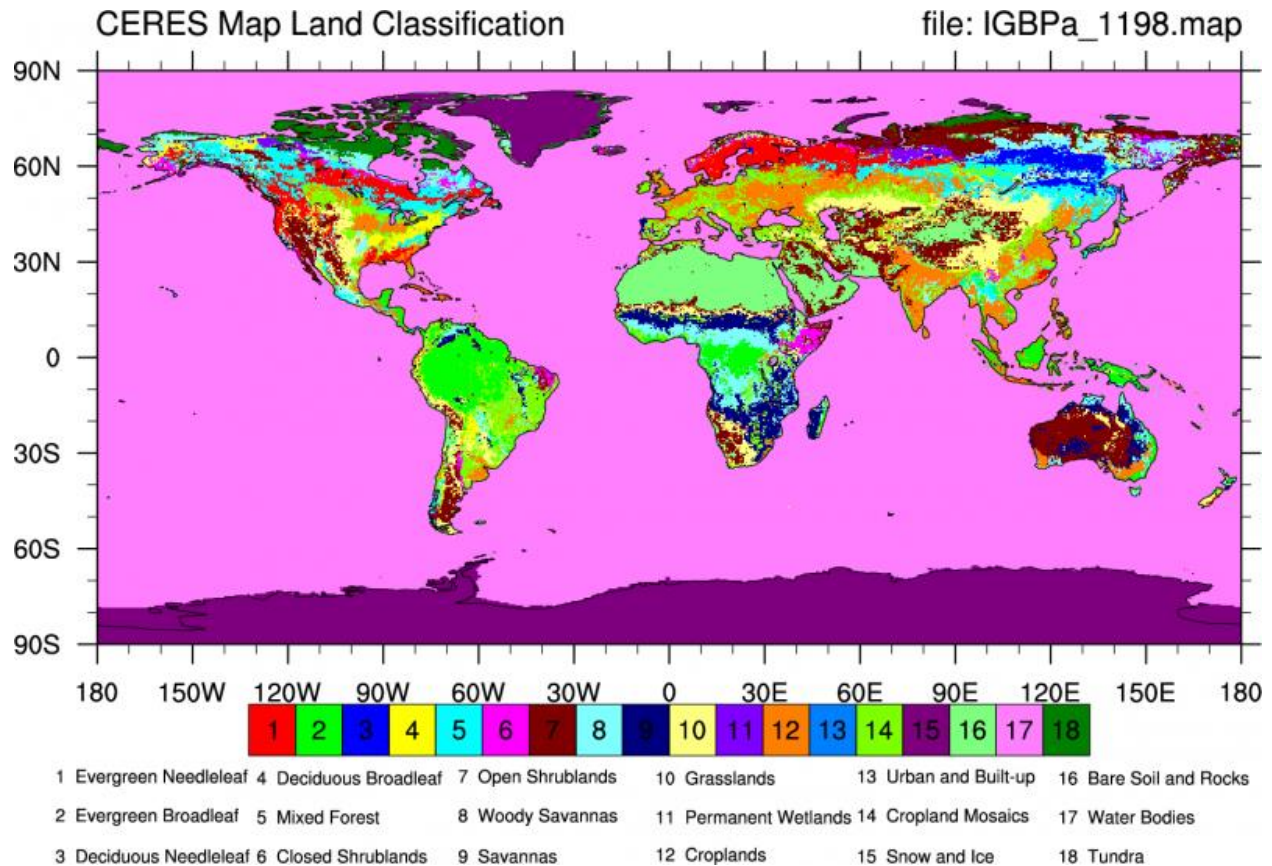 CERES Map Land Classification file: IGBPa_1198.map
90N
60N
30N
0
30S
60S
90S
180 150W 120W 90W 60W 30W 0 30E 60E 90E 120E 150E 180
1 2 3 4 5 6 7 8 9 10 11 12 13 14 15 16 17 18
1 Evergreen Needleleaf 4 Deciduous Broadleaf 7 Open Shrublands 10 Grasslands 13 Urban and Built-up 16 Bare Soil and Rocks
2 Evergreen Broadleaf 5 Mixed Forest 8 Woody Savannas 11 Permanent Wetlands 14 Cropland Mosaics 17 Water Bodies
3 Deciduous Needleleaf 6 Closed Shrublands 9 Savannas 12 Croplands 15 Snow and Ice 18 Tundra